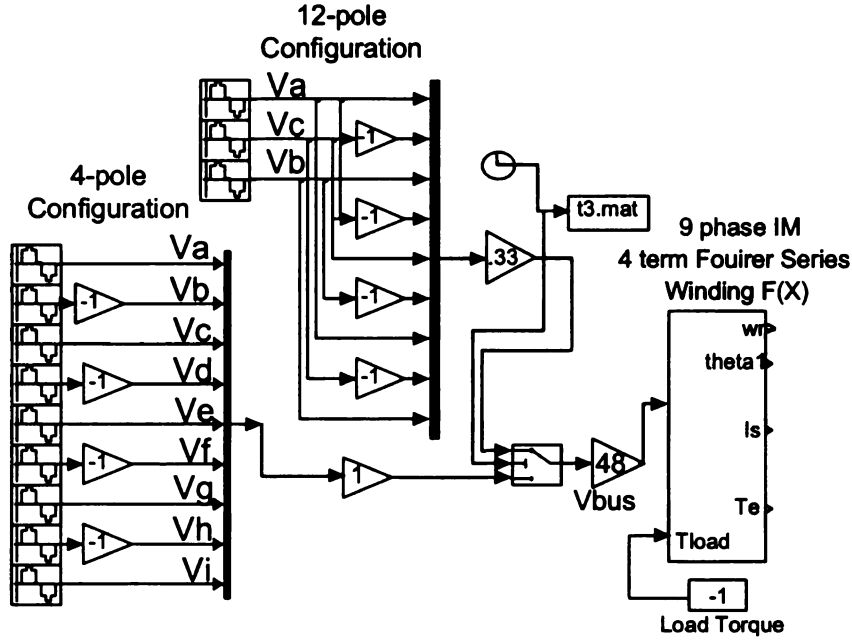 12-pole
Configuration
Va
Vc
-1
Vb
-1
-1
-1
.33
t3.mat
4-pole
Configuration
Va
-1
Vb
Vc
-1
Vd
Ve
-1
Vf
Vg
-1
Vh
Vi
1
48
Vbus
9 phase IM
4 term Fouirer Series
Winding F(X)
wr
theta1
Is
Te
Tload
-1
Load Torque